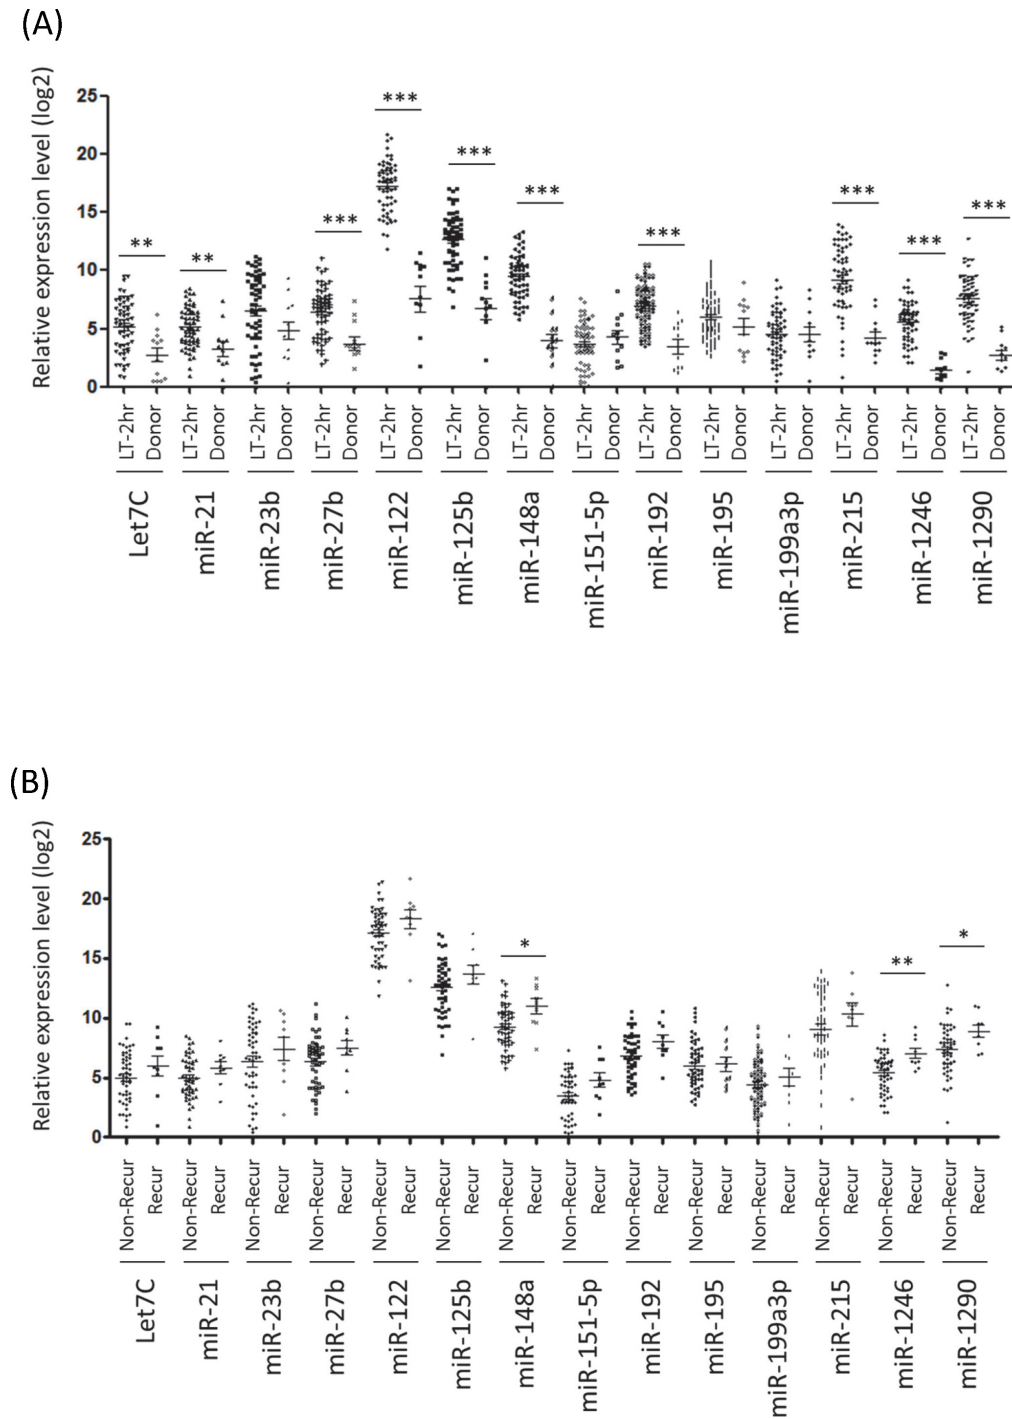 (A)
Relative expression level (log2)
25
20
15
10
5
0
** ** *** *** *** *** *** *** *** ***
LT-2hr Donor LT-2hr Donor LT-2hr Donor LT-2hr Donor LT-2hr Donor LT-2hr Donor LT-2hr Donor LT-2hr Donor LT-2hr Donor LT-2hr Donor LT-2hr Donor LT-2hr Donor LT-2hr Donor LT-2hr Donor
Let7C miR-21 miR-23b miR-27b miR-122 miR-125b miR-148a miR-151-5p miR-192 miR-195 miR-199a3p miR-215 miR-1246 miR-1290
(B)
Relative expression level (log2)
25
20
15
10
5
0
* ** *
Non-Recur Recur Non-Recur Recur Non-Recur Recur Non-Recur Recur Non-Recur Recur Non-Recur Recur Non-Recur Recur Non-Recur Recur Non-Recur Recur Non-Recur Recur Non-Recur Recur Non-Recur Recur Non-Recur Recur Non-Recur Recur
Let7C miR-21 miR-23b miR-27b miR-122 miR-125b miR-148a miR-151-5p miR-192 miR-195 miR-199a3p miR-215 miR-1246 miR-1290